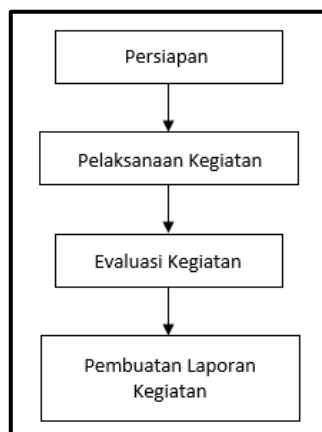 Persiapan
Pelaksanaan Kegiatan
Evaluasi Kegiatan
Pembuatan Laporan
Kegiatan